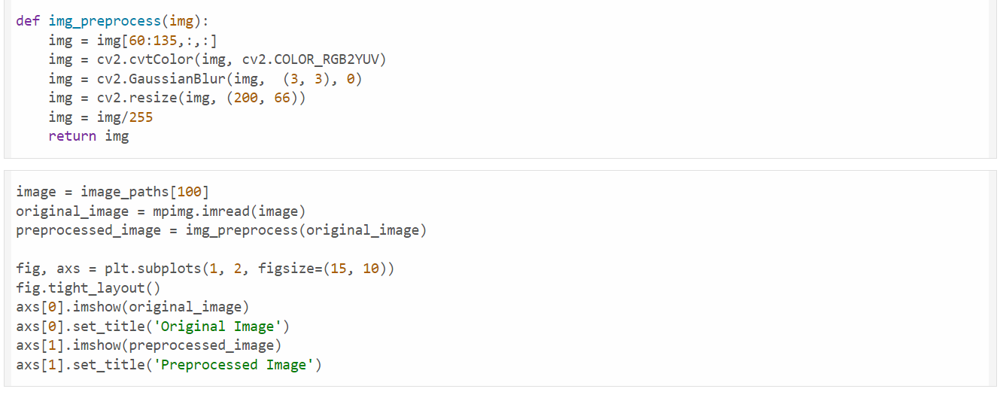 def img_preprocess(img):
    img = img[60:135,:,:]
    img = cv2.cvtColor(img, cv2.COLOR_RGB2YUV)
    img = cv2.GaussianBlur(img,  (3, 3), 0)
    img = cv2.resize(img, (200, 66))
    img = img/255
    return img
image = image_paths[100]
original_image = mpimg.imread(image)
preprocessed_image = img_preprocess(original_image)
fig, axs = plt.subplots(1, 2, figsize=(15, 10))
fig.tight_layout()
axs[0].imshow(original_image)
axs[0].set_title('Original Image')
axs[1].imshow(preprocessed_image)
axs[1].set_title('Preprocessed Image')